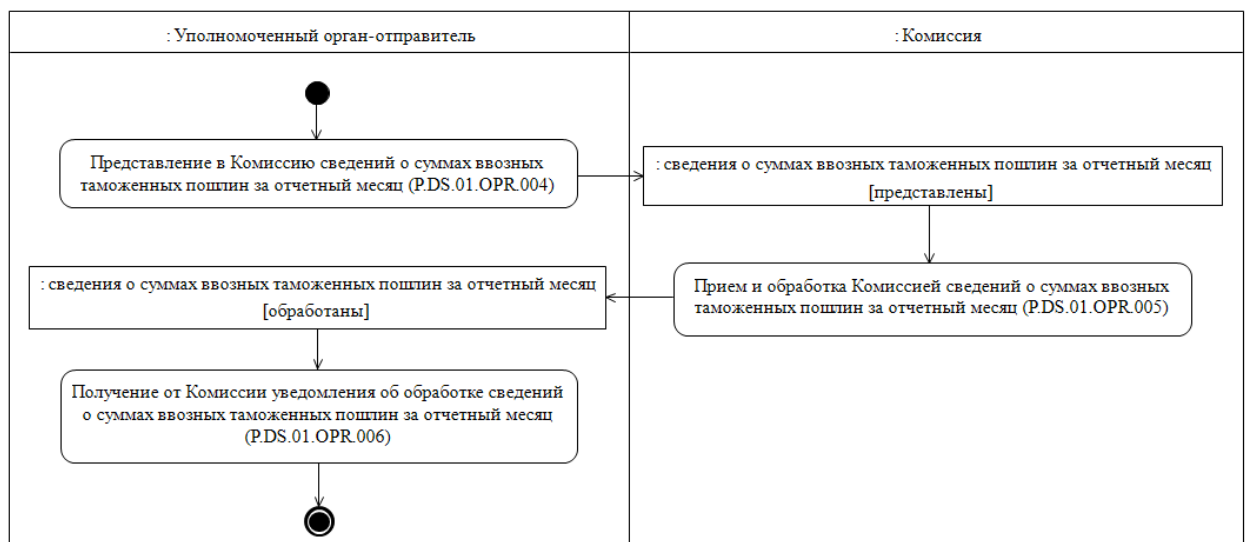 : Уполномоченный орган-отправитель
: Комиссия
Представление в Комиссию сведений о суммах ввозных
таможенных пошлин за отчетный месяц (P.DS.01.OPR.004)
: сведения о суммах ввозных таможенных пошлин за отчетный месяц
[представлены]
Прием и обработка Комиссией сведений о суммах ввозных
таможенных пошлин за отчетный месяц (P.DS.01.OPR.005)
: сведения о суммах ввозных таможенных пошлин за отчетный месяц
[обработаны]
Получение от Комиссии уведомления об обработке сведений
о суммах ввозных таможенных пошлин за отчетный месяц
(P.DS.01.OPR.006)